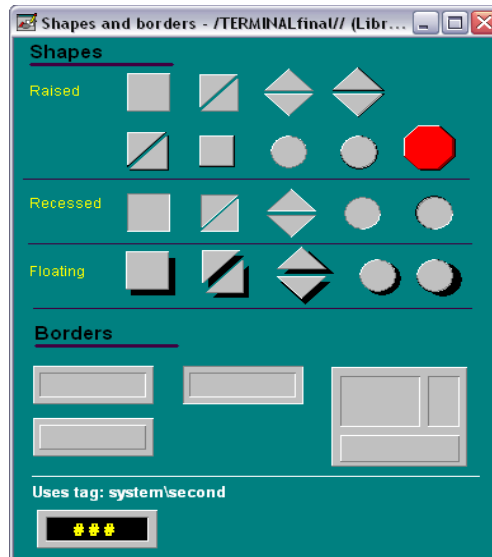 Shapes and borders - /TERMINALfinal// (Libr...
Shapes
Raised
Recessed
Floating
Borders
Uses tag: system\second
###